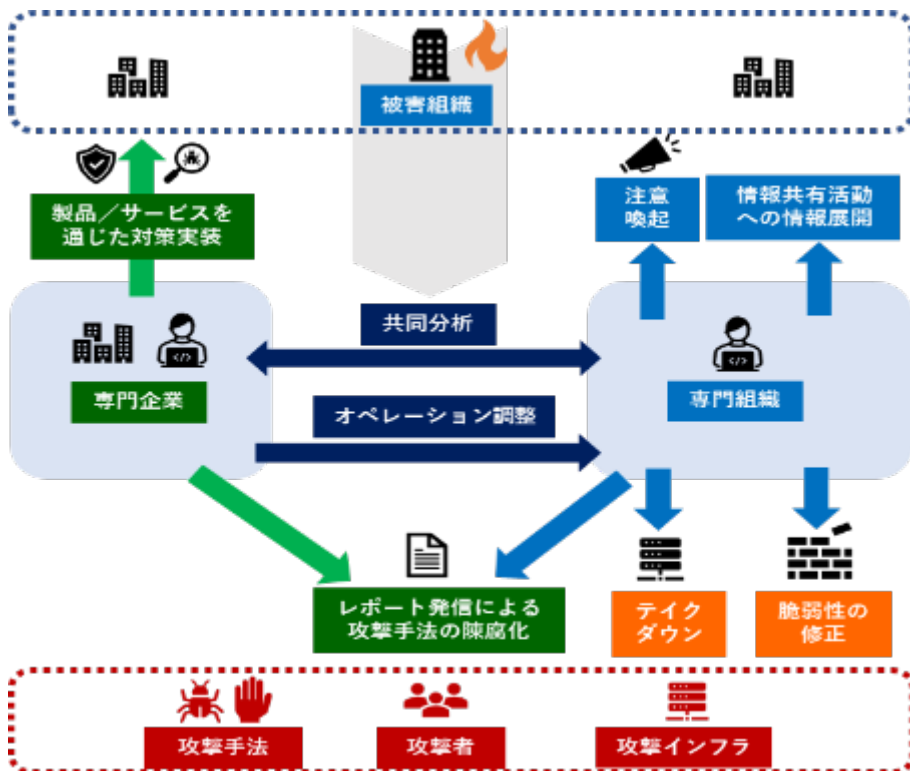 被害組織
製品/サービスを
通じた対策実装
注意
喚起
情報共有活動
への情報展開
共同分析
専門企業
専門組織
オペレーション調整
レポート発信による
攻撃手法の陳腐化
テイク
ダウン
脆弱性の
修正
攻撃手法
攻撃者
攻撃インフラ